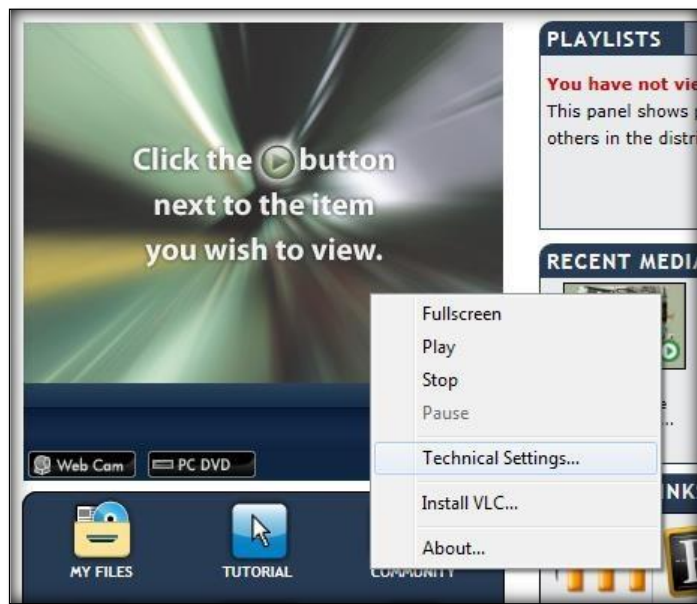 Click the button
next to the item
you wish to view.
PLAYLISTS
You have not vie
This panel shows
others in the distri
RECENT MEDIA
Fullscreen
Play
Stop
Pause
Technical Settings...
Install VLC...
About...
Web Cam
PC DVD
MY FILES
TUTORIAL
COMMUNITY